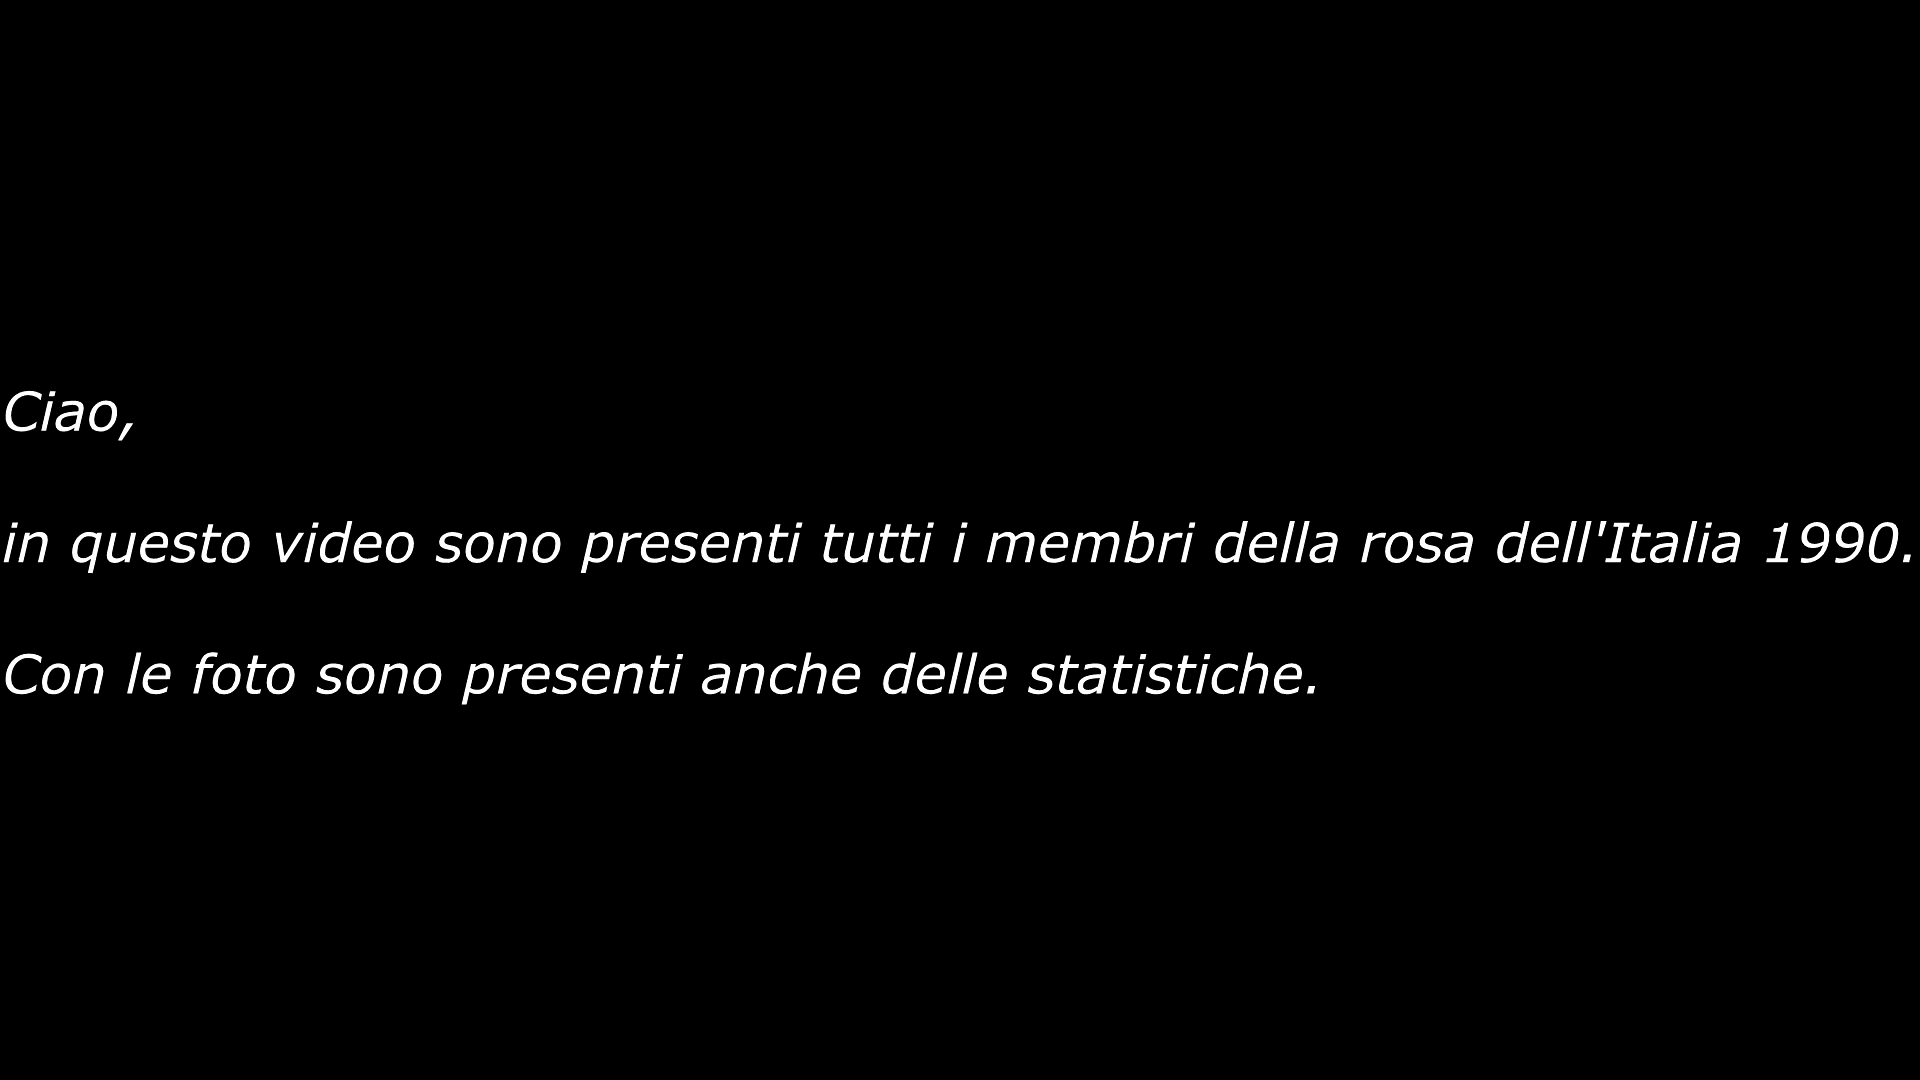 Ciao,
in questo video sono presenti tutti i membri della rosa dell'Italia 1990.
Con le foto sono presenti anche delle statistiche.